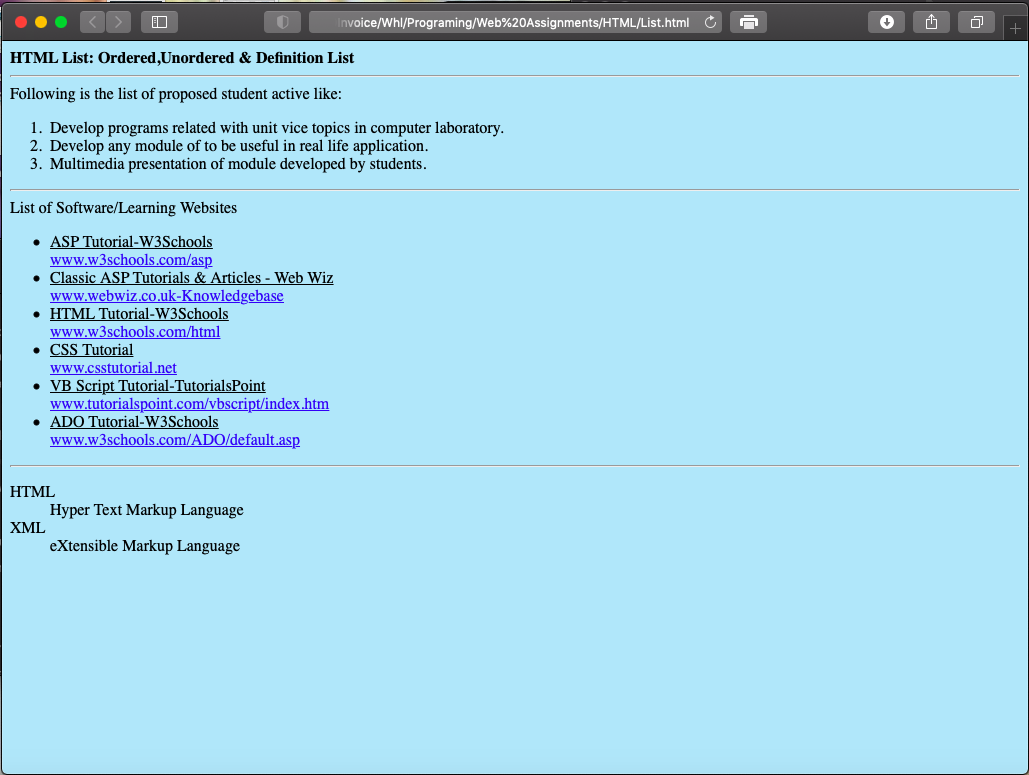 Invoice/Whl/Programing/Web%20Assignments/HTML/List.html
HTML List: Ordered,Unordered & Definition List
Following is the list of proposed student active like:
1. Develop programs related with unit vice topics in computer laboratory.
2. Develop any module of to be useful in real life application.
3. Multimedia presentation of module developed by students.
List of Software/Learning Websites
• ASP Tutorial-W3Schools
www.w3schools.com/asp
• Classic ASP Tutorials & Articles - Web Wiz
www.webwiz.co.uk-Knowledgebase
• HTML Tutorial-W3Schools
www.w3schools.com/html
• CSS Tutorial
www.csstutorial.net
• VB Script Tutorial-TutorialsPoint
www.tutorialspoint.com/vbscript/index.htm
• ADO Tutorial-W3Schools
www.w3schools.com/ADO/default.asp
HTML
Hyper Text Markup Language
XML
eXtensible Markup Language